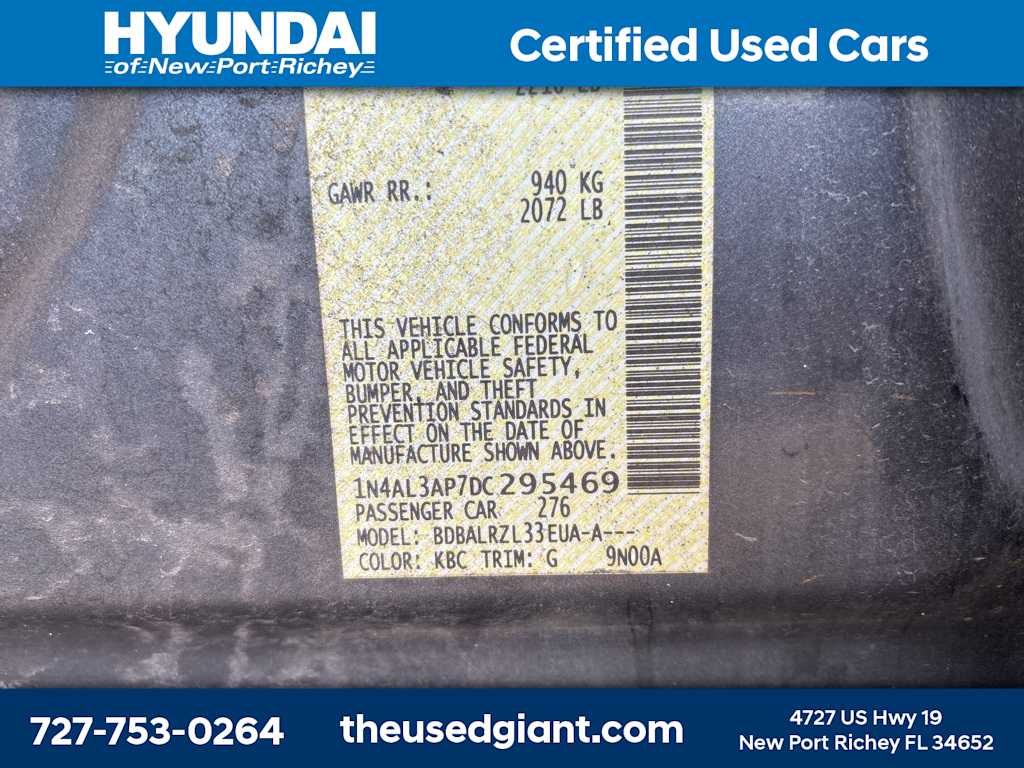 HYUNDAI
of New Port Richey
Certified Used Cars
GAWR RR.: 940 KG
2072 LB
THIS VEHICLE CONFORMS TO
ALL APPLICABLE FEDERAL
MOTOR VEHICLE SAFETY,
BUMPER, AND THEFT
PREVENTION STANDARDS IN
EFFECT ON THE DATE OF
MANUFACTURE SHOWN ABOVE.
1N4AL3AP7DC295469
PASSENGER CAR 276
MODEL: BDBALRZL33EUA-A---
COLOR: KBC TRIM: G 9N00A
727-753-0264
theusedgiant.com
4727 US Hwy 19
New Port Richey FL 34652